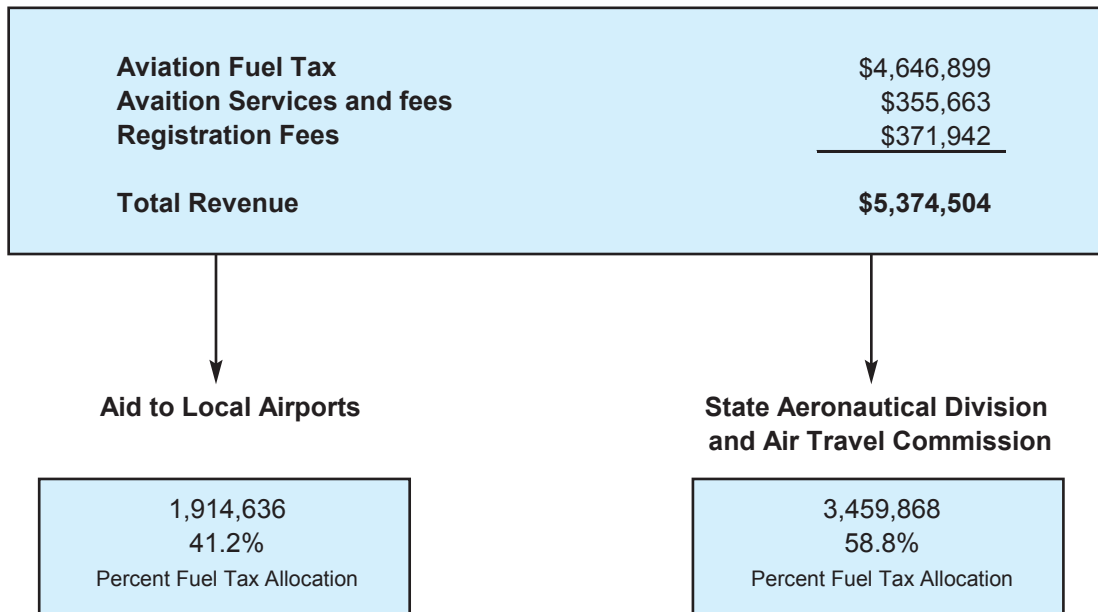 Aviation Fuel Tax $4,646,899
Avaition Services and fees $355,663
Registration Fees $371,942
Total Revenue $5,374,504
Aid to Local Airports
State Aeronautical Division
and Air Travel Commission
1,914,636
41.2%
Percent Fuel Tax Allocation
3,459,868
58.8%
Percent Fuel Tax Allocation